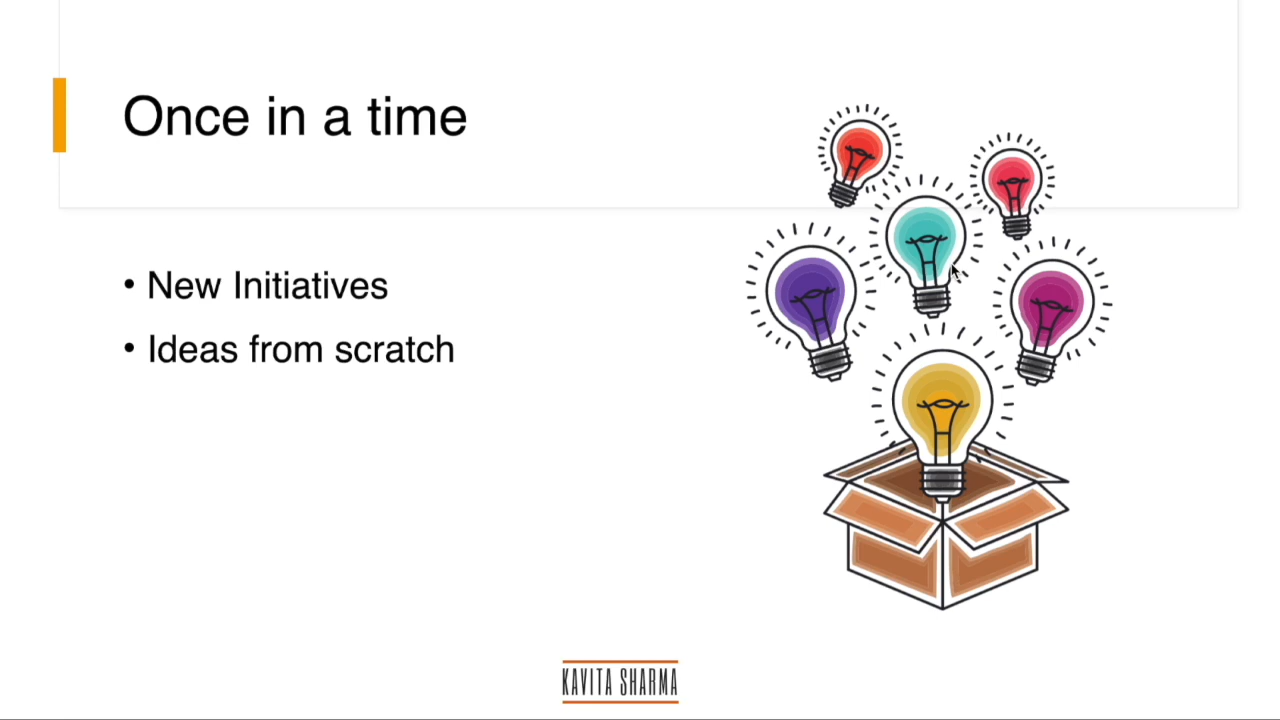 Once in a time
• New Initiatives
• Ideas from scratch
KAVITA SHARMA